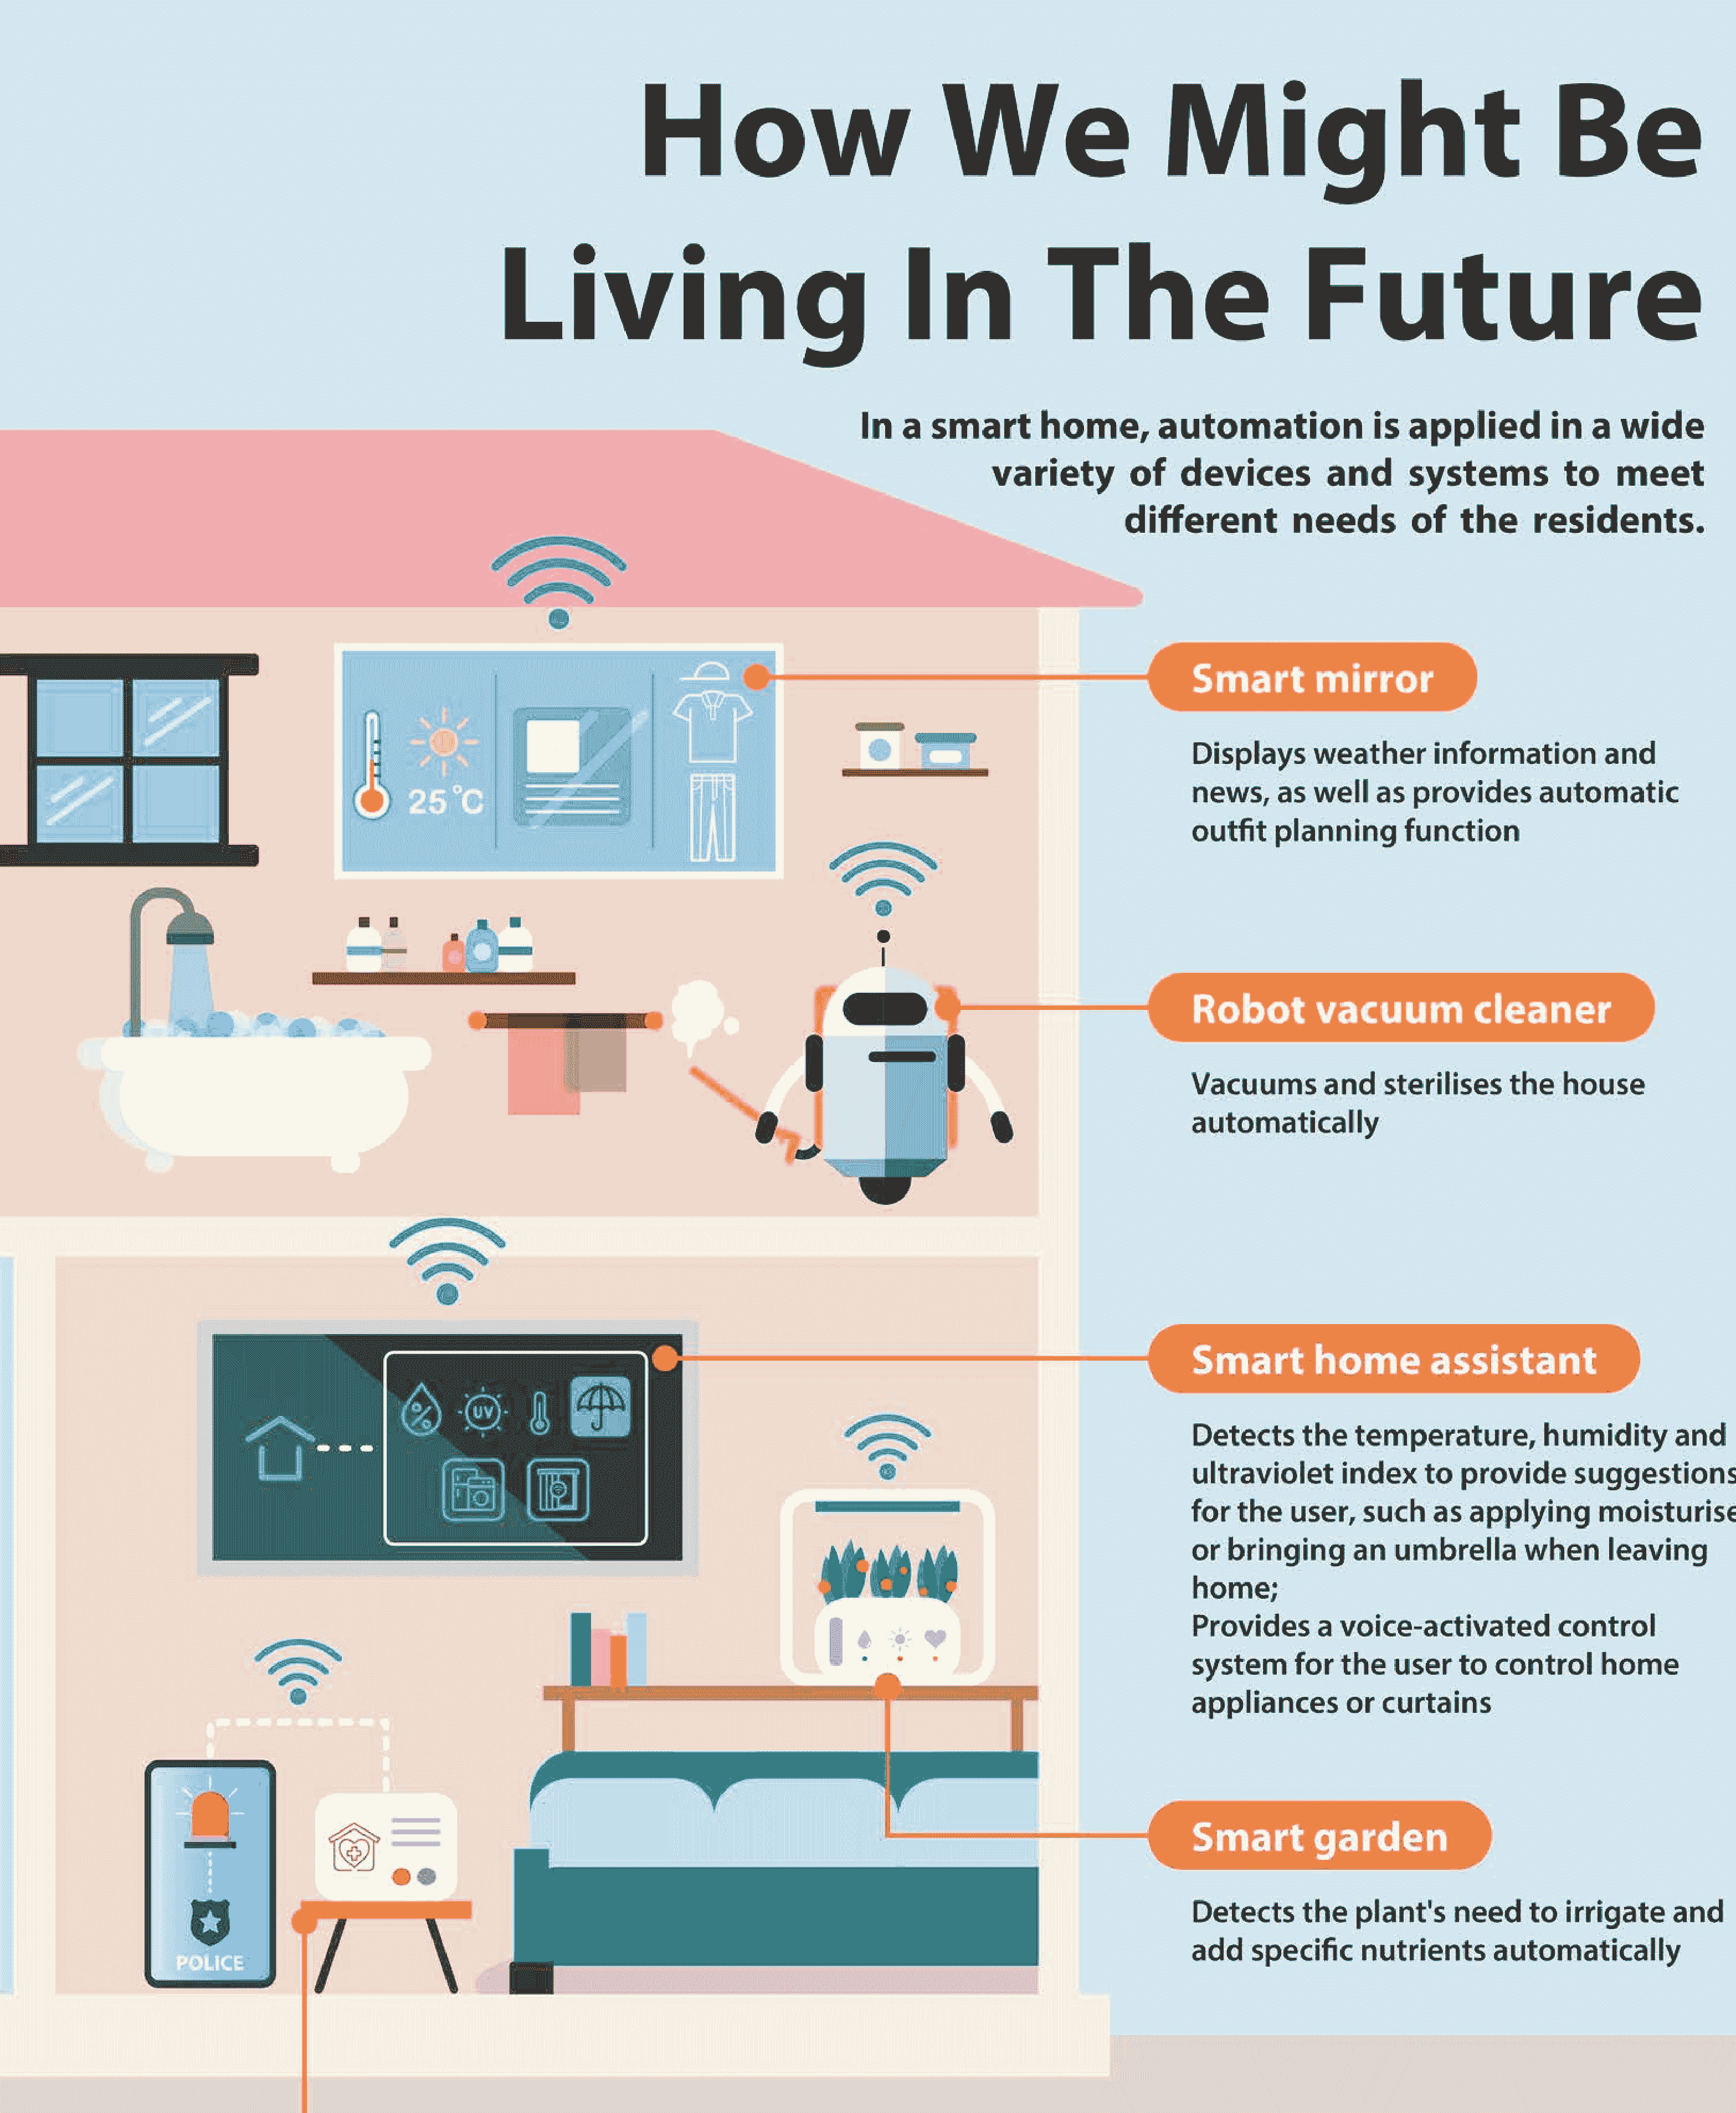 How We Might Be
Living In The Future
In a smart home, automation is applied in a wide
variety of devices and systems to meet
different needs of the residents.
Smart mirror
25°C
Displays weather information and
news, as well as provides automatic
outfit planning function
Robot vacuum cleaner
Vacuums and sterilises the house
automatically
Smart home assistant
% UV
Detects the temperature, humidity and
ultraviolet index to provide suggestions
for the user, such as applying moisturise
or bringing an umbrella when leaving
home;
Provides a voice-activated control
system for the user to control home
appliances or curtains
Smart garden
Detects the plant's need to irrigate and
add specific nutrients automatically
POLICE